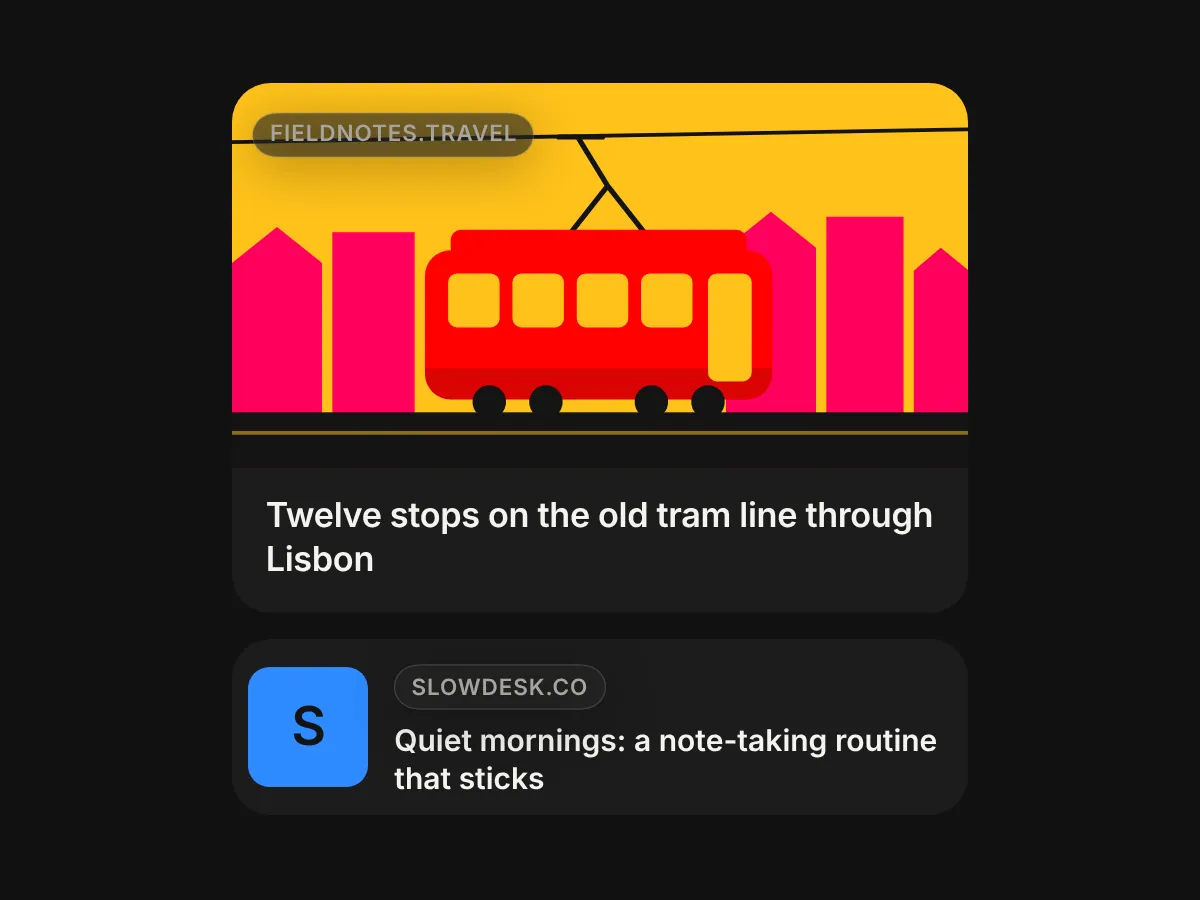 FIELDNOTES.TRAVEL
Twelve stops on the old tram line through
Lisbon
S
SLOWDESK.CO
Quiet mornings: a note-taking routine
that sticks